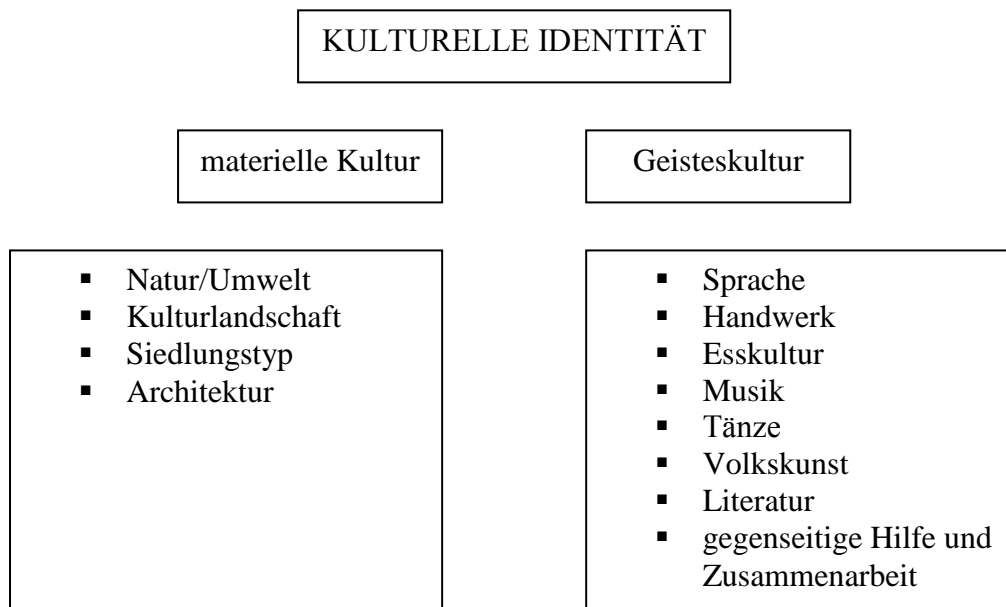 KULTURELLE IDENTITÄT
materielle Kultur
Geisteskultur
▪ Natur/Umwelt
▪ Kulturlandschaft
▪ Siedlungstyp
▪ Architektur
▪ Sprache
▪ Handwerk
▪ Esskultur
▪ Musik
▪ Tänze
▪ Volkskunst
▪ Literatur
▪ gegenseitige Hilfe und
Zusammenarbeit